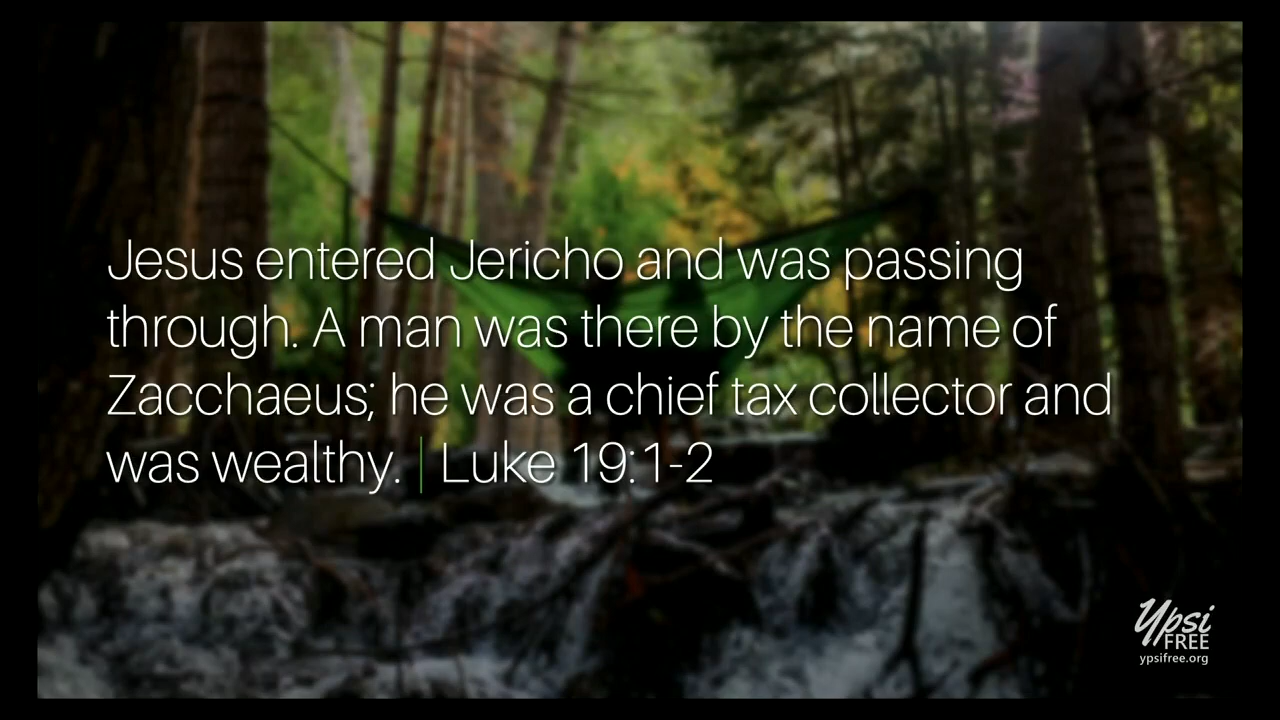 Jesus entered Jericho and was passing
through. A man was there by the name of
Zacchaeus; he was a chief tax collector and
was wealthy. | Luke 19:1-2
Ypsi
FREE
ypsifree.org